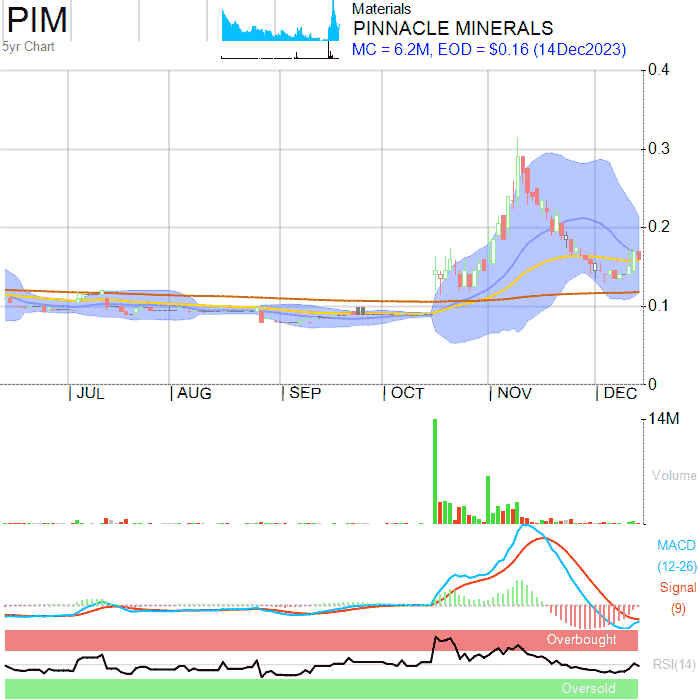 PIM
5yr Chart
Materials
PINNACLE MINERALS
MC = 6.2M, EOD = $0.16 (14Dec2023)
0.4
0.3
0.2
0.1
0
JUL
AUG
SEP
OCT
NOV
DEC
14M
Volume
MACD
(12-26)
Signal
(9)
Overbought
RSI(14)
Oversold